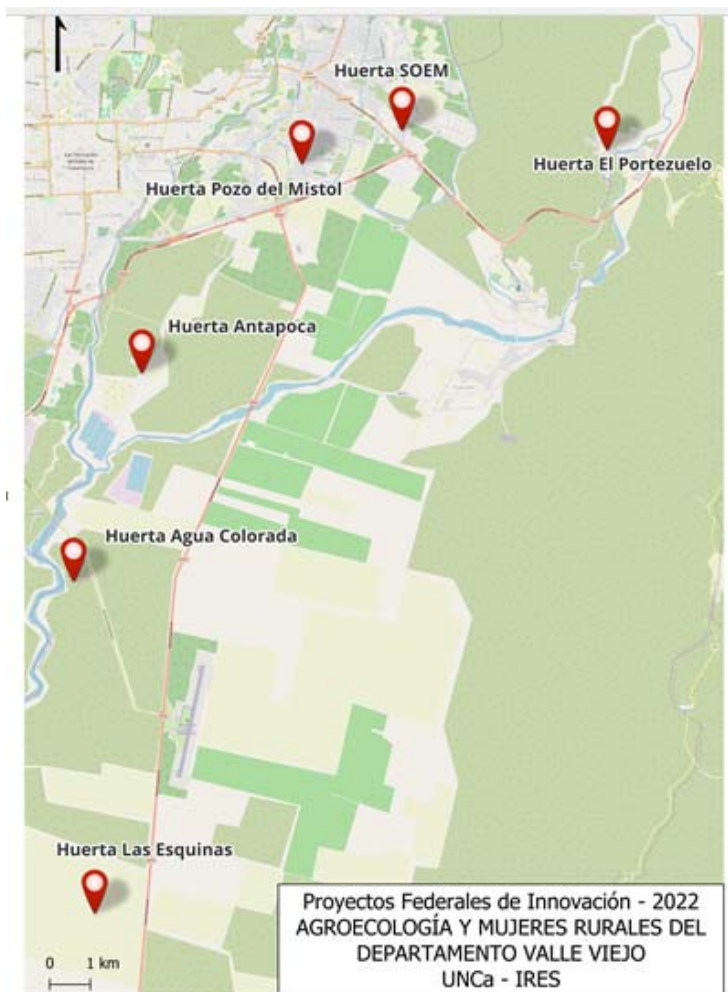 Huerta SOEM
Huerta El Portezuelo
Huerta Pozo del Mistol
Huerta Antapoca
Huerta Agua Colorada
Huerta Las Esquinas
0 1 km
Proyectos Federales de Innovación - 2022
AGROECOLOGÍA Y MUJERES RURALES DEL
DEPARTAMENTO VALLE VIEJO
UNCa - IRES